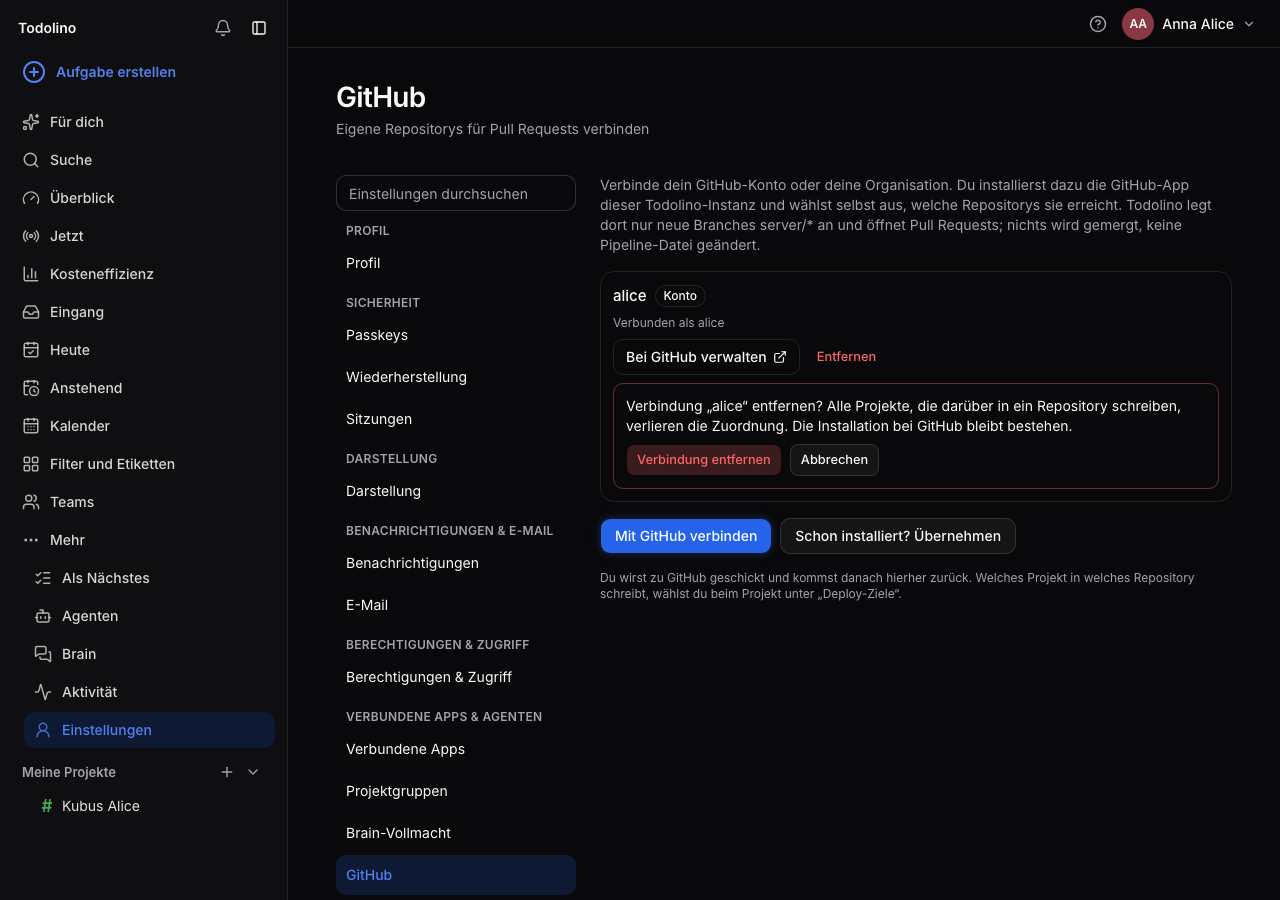 Todolino
Aufgabe erstellen
Für dich
Suche
Überblick
Jetzt
Kosteneffizienz
Eingang
Heute
Anstehend
Kalender
Filter und Etiketten
Teams
Mehr
Als Nächstes
Agenten
Brain
Aktivität
Einstellungen
Meine Projekte
# Kubus Alice
AA Anna Alice
GitHub
Eigene Repositorys für Pull Requests verbinden
Einstellungen durchsuchen
PROFIL
Profil
SICHERHEIT
Passkeys
Wiederherstellung
Sitzungen
DARSTELLUNG
Darstellung
BENACHRICHTIGUNGEN & E-MAIL
Benachrichtigungen
E-Mail
BERECHTIGUNGEN & ZUGRIFF
Berechtigungen & Zugriff
VERBUNDENE APPS & AGENTEN
Verbundene Apps
Projektgruppen
Brain-Vollmacht
GitHub
Verbinde dein GitHub-Konto oder deine Organisation. Du installierst dazu die GitHub-App
dieser Todolino-Instanz und wählst selbst aus, welche Repositorys sie erreicht. Todolino legt
dort nur neue Branches server/* an und öffnet Pull Requests; nichts wird gemergt, keine
Pipeline-Datei geändert.
alice Konto
Verbunden als alice
Bei GitHub verwalten Entfernen
Verbindung „alice“ entfernen? Alle Projekte, die darüber in ein Repository schreiben,
verlieren die Zuordnung. Die Installation bei GitHub bleibt bestehen.
Verbindung entfernen Abbrechen
Mit GitHub verbinden Schon installiert? Übernehmen
Du wirst zu GitHub geschickt und kommst danach hierher zurück. Welches Projekt in welches Repository
schreibt, wählst du beim Projekt unter „Deploy-Ziele“.